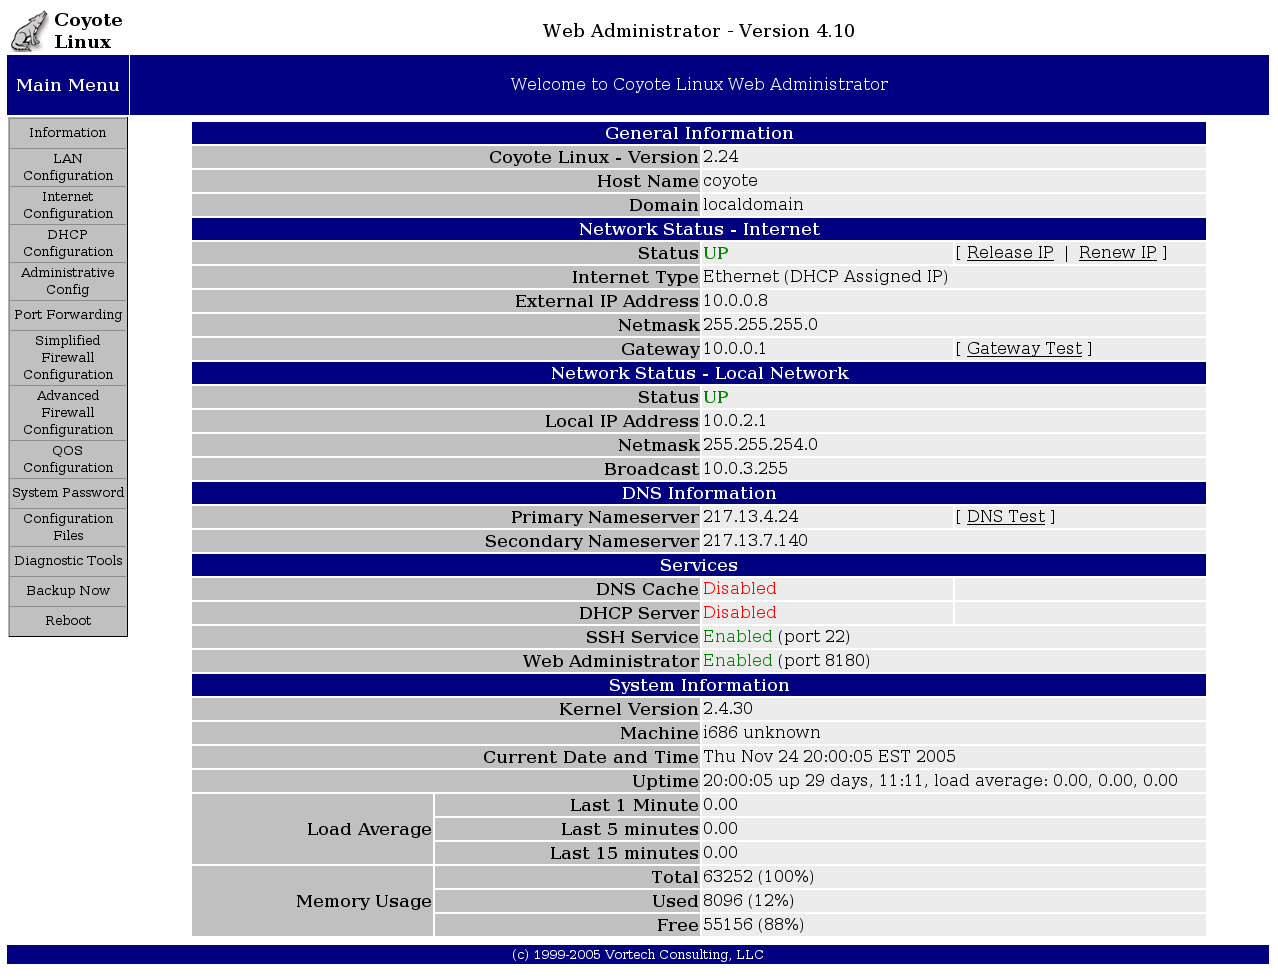 Coyote
Linux
Web Administrator - Version 4.10
Main Menu
Welcome to Coyote Linux Web Administrator
Information
LAN
Configuration
Internet
Configuration
DHCP
Configuration
Administrative
Config
Port Forwarding
Simplified
Firewall
Configuration
Advanced
Firewall
Configuration
QOS
Configuration
System Password
Configuration
Files
Diagnostic Tools
Backup Now
Reboot
General Information
Coyote Linux - Version 2.24
Host Name coyote
Domain localdomain
Network Status - Internet
Status UP [ Release IP | Renew IP ]
Internet Type Ethernet (DHCP Assigned IP)
External IP Address 10.0.0.8
Netmask 255.255.255.0
Gateway 10.0.0.1 [ Gateway Test ]
Network Status - Local Network
Status UP
Local IP Address 10.0.2.1
Netmask 255.255.254.0
Broadcast 10.0.3.255
DNS Information
Primary Nameserver 217.13.4.24 [ DNS Test ]
Secondary Nameserver 217.13.7.140
Services
DNS Cache Disabled
DHCP Server Disabled
SSH Service Enabled (port 22)
Web Administrator Enabled (port 8180)
System Information
Kernel Version 2.4.30
Machine i686 unknown
Current Date and Time Thu Nov 24 20:00:05 EST 2005
Uptime 20:00:05 up 29 days, 11:11, load average: 0.00, 0.00, 0.00
Load Average
Last 1 Minute 0.00
Last 5 minutes 0.00
Last 15 minutes 0.00
Memory Usage
Total 63252 (100%)
Used 8096 (12%)
Free 55156 (88%)
(c) 1999-2005 Vortech Consulting, LLC